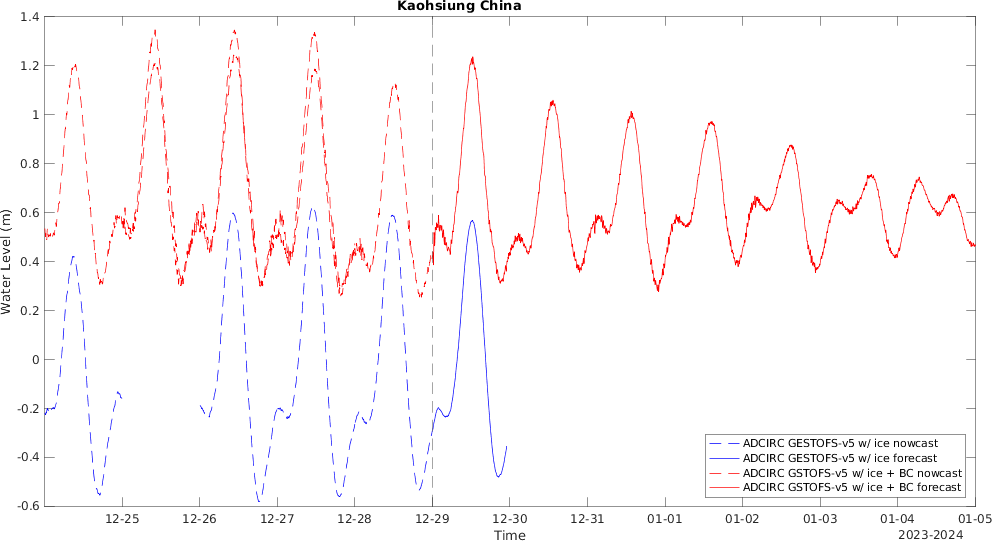 Kaohsiung China
1.4
1.2
1
0.8
0.6
0.4
0.2
0
-0.2
-0.4
-0.6
Water Level (m)
12-25 12-26 12-27 12-28 12-29 12-30 12-31 01-01 01-02 01-03 01-04 01-05
Time
2023-2024
ADCIRC GESTOFS-v5 w/ ice nowcast
ADCIRC GESTOFS-v5 w/ ice forecast
ADCIRC GSTOFS-v5 w/ ice + BC nowcast
ADCIRC GSTOFS-v5 w/ ice + BC forecast